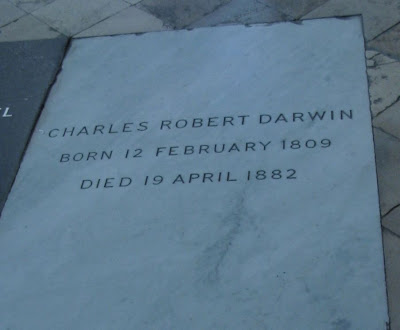 CHARLES ROBERT DARWIN
BORN 12 FEBRUARY 1809
DIED 19 APRIL 1882